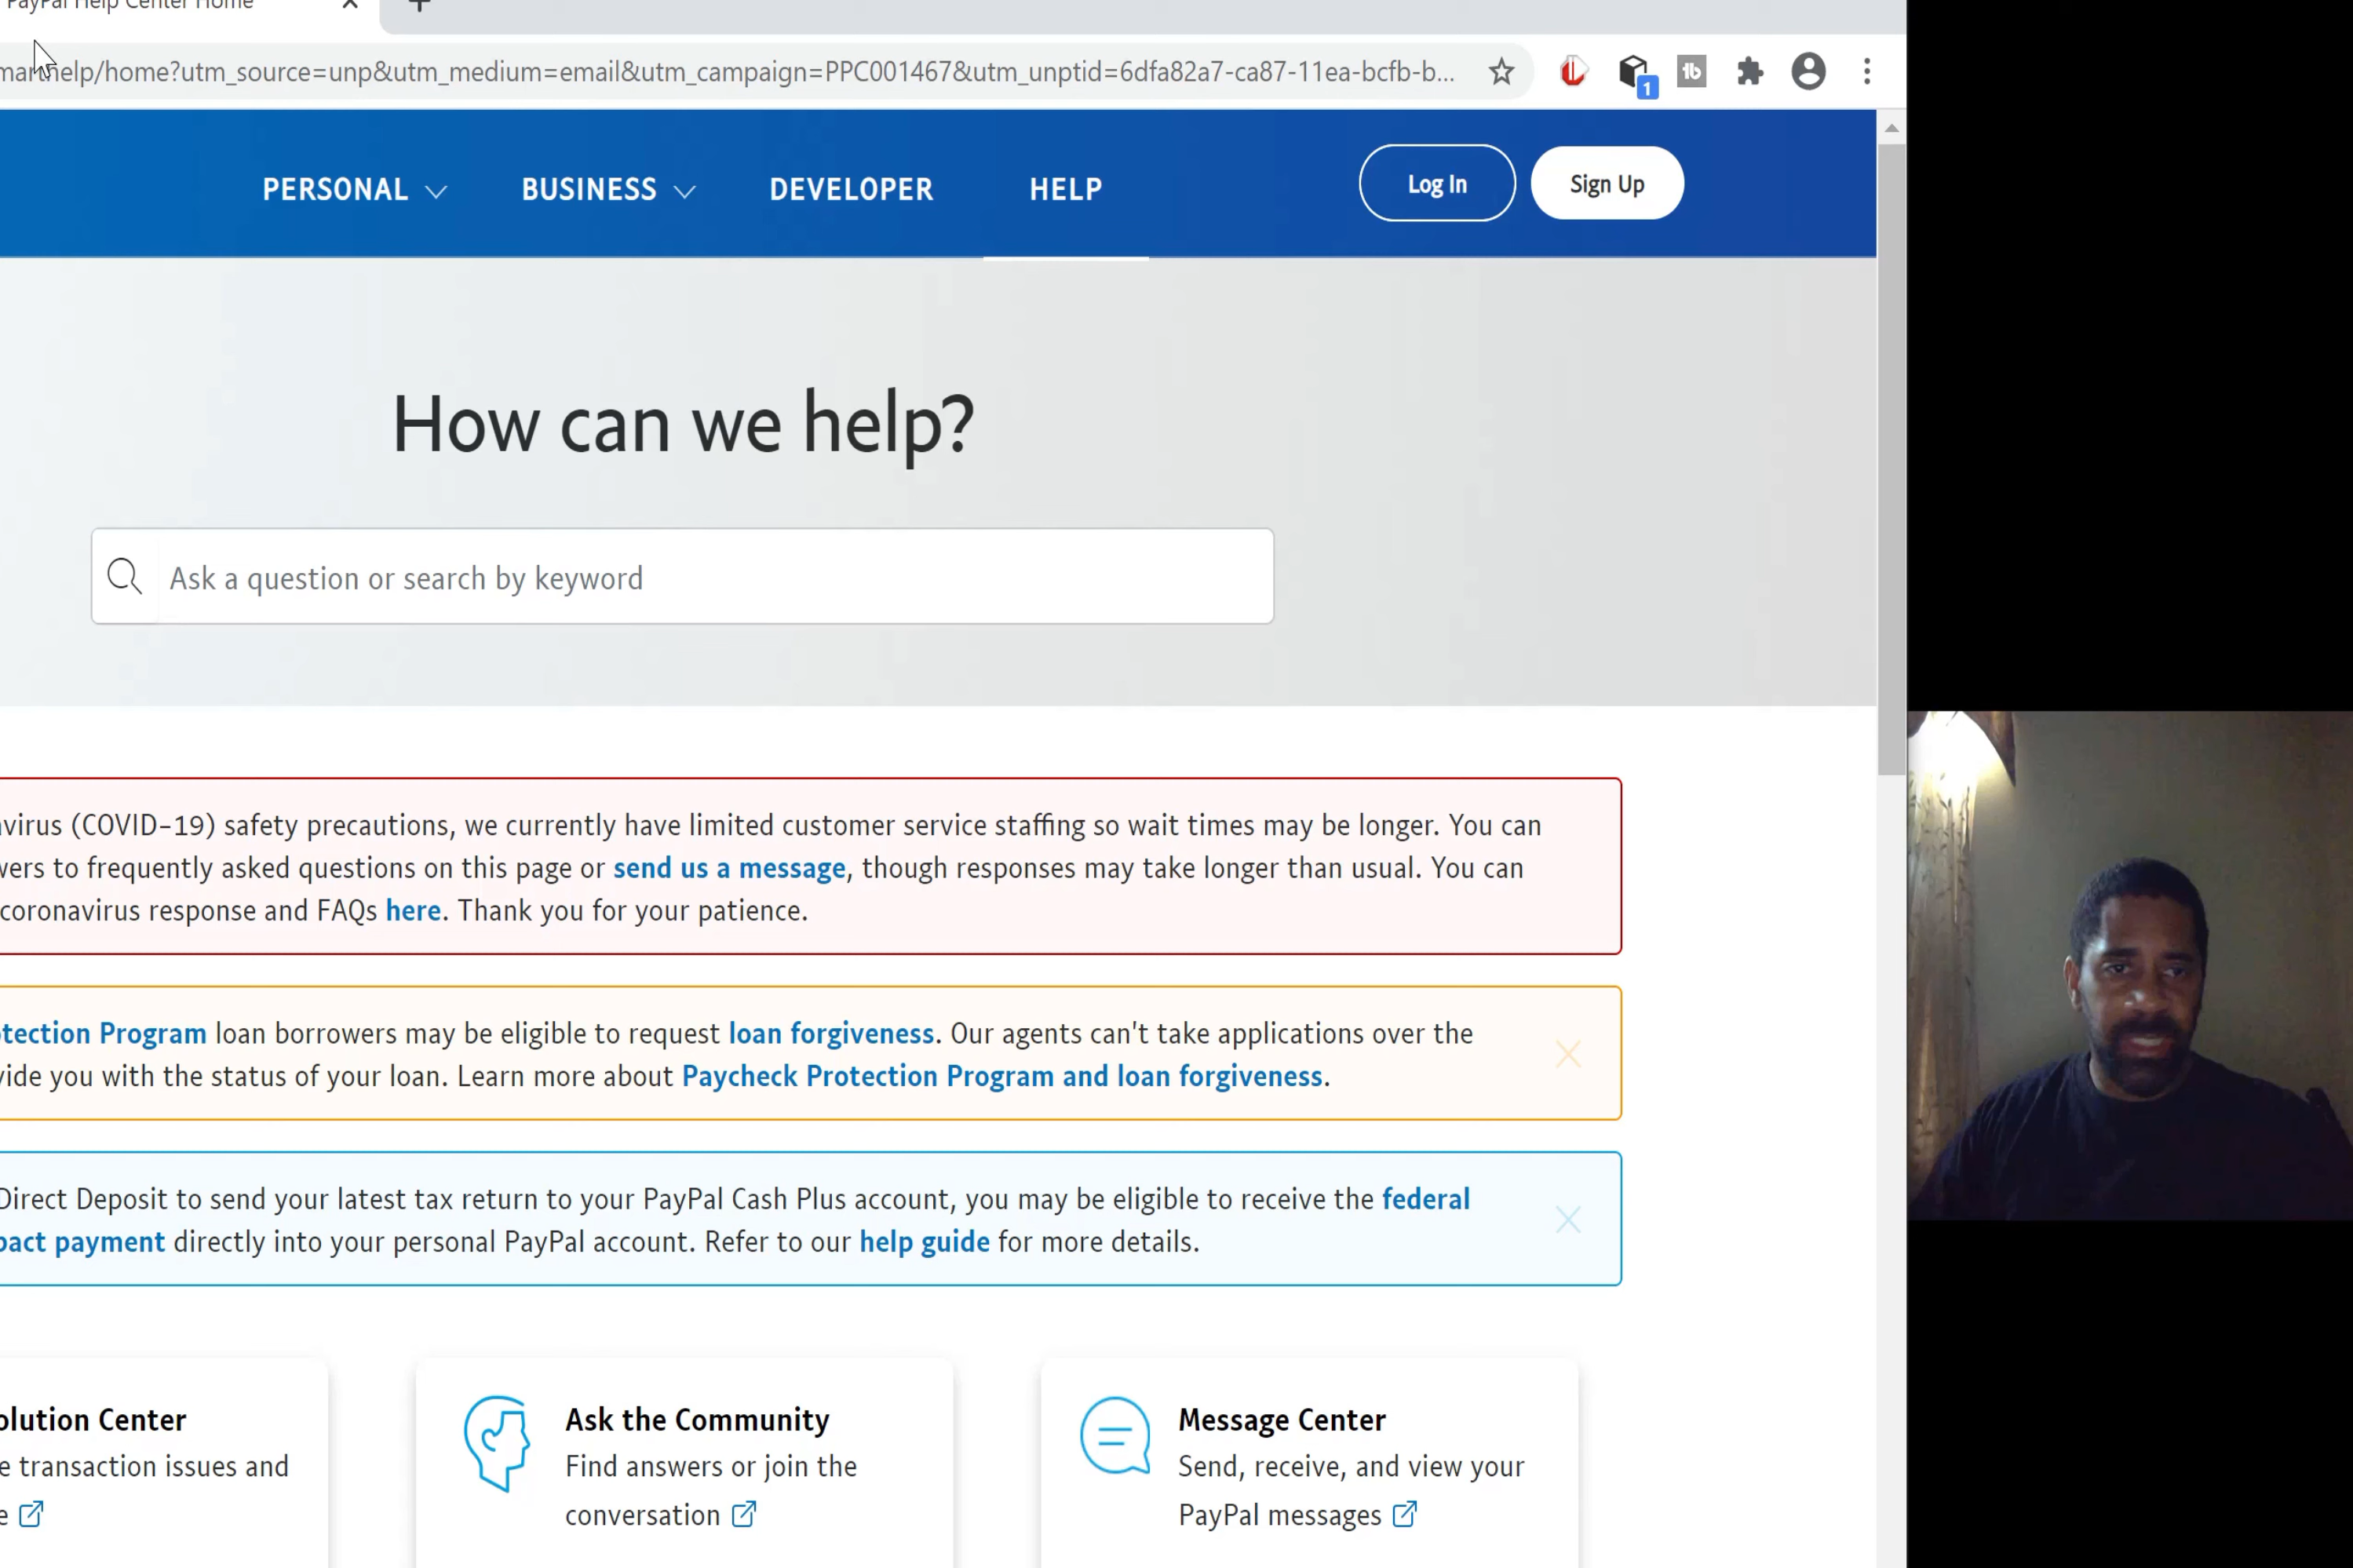 PayPal Help Center Home
help/home?utm_source=unp&utm_medium=email&utm_campaign=PPC001467&utm_unptid=6dfa82a7-ca87-11ea-bcfb-b...
1
PERSONAL BUSINESS DEVELOPER HELP Log In Sign Up
How can we help?
Ask a question or search by keyword
avirus (COVID-19) safety precautions, we currently have limited customer service staffing so wait times may be longer. You can
wers to frequently asked questions on this page or send us a message, though responses may take longer than usual. You can
coronavirus response and FAQs here. Thank you for your patience.
tection Program loan borrowers may be eligible to request loan forgiveness. Our agents can't take applications over the
vide you with the status of your loan. Learn more about Paycheck Protection Program and loan forgiveness.
Direct Deposit to send your latest tax return to your PayPal Cash Plus account, you may be eligible to receive the federal
pact payment directly into your personal PayPal account. Refer to our help guide for more details.
olution Center
e transaction issues and
e
Ask the Community
Find answers or join the
conversation
Message Center
Send, receive, and view your
PayPal messages